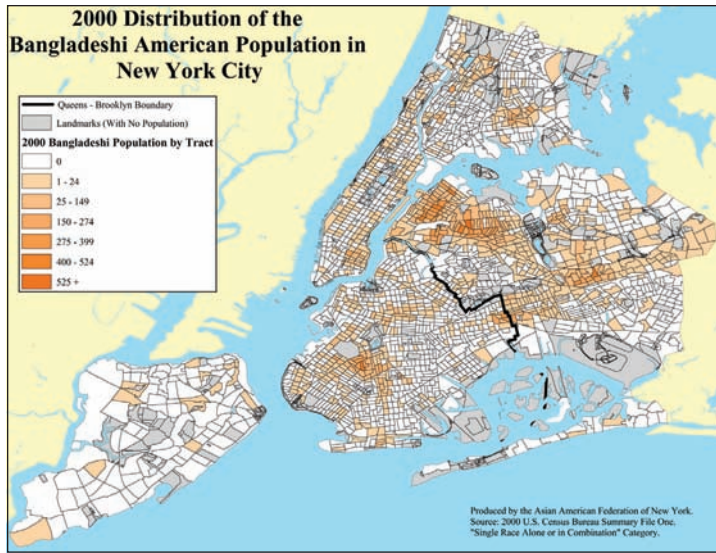 2000 Distribution of the
Bangladeshi American Population in
New York City
Queens - Brooklyn Boundary
Landmarks (With No Population)
2000 Bangladeshi Population by Tract
0
1 - 24
25 - 149
150 - 274
275 - 399
400 - 524
525 +
Produced by the Asian American Federation of New York.
Source: 2000 U.S. Census Bureau Summary File One.
"Single Race Alone or in Combination" Category.